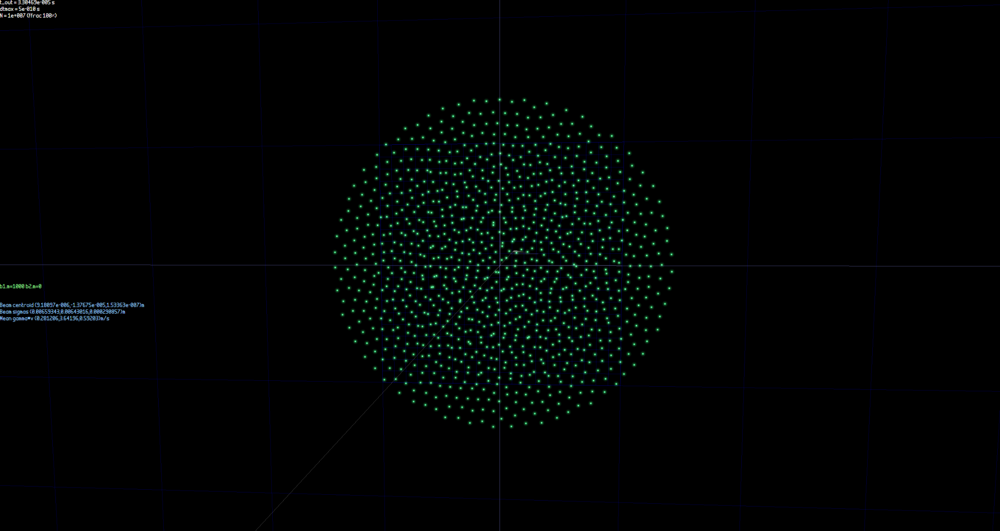 t_out = 3.30469e-005 s
dtmax = 5e-010 s
N = 1e+007 (ffrac 100%)
b1.m=1000 b2.m=0
Beam centroid (9.18097e-006,-1.37675e-005,1.53363e-007)m
Beam sigmas (0.00659343,0.00643016,0.000290857)m
Mean gamma*v (0.281206,3.64196,0.59203)m/s